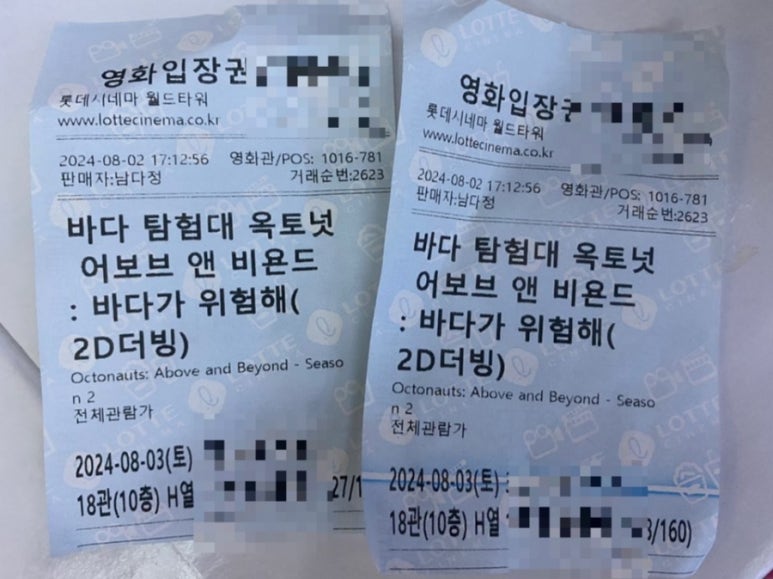 영화입장권
롯데시네마 월드타워
www.lottecinema.co.kr
2024-08-02 17:12:56 영화관/POS: 1016-781
판매자:남다정 거래순번:2623
바다 탐험대 옥토넛
어보브 앤 비욘드
: 바다가 위험해(
2D더빙)
Octonauts: Above and Beyond - Seaso
n 2
전체관람가
2024-08-03(토)
18관(10층) H열 27/1
영화입장권
롯데시네마 월드타워
www.lottecinema.co.kr
2024-08-02 17:12:56 영화관/POS: 1016-781
판매자:남다정 거래순번:2623
바다 탐험대 옥토넛
어보브 앤 비욘드
: 바다가 위험해(
2D더빙)
Octonauts: Above and Beyond - Seaso
n 2
전체관람가
2024-08-03(토)
18관(10층) H열 /160)